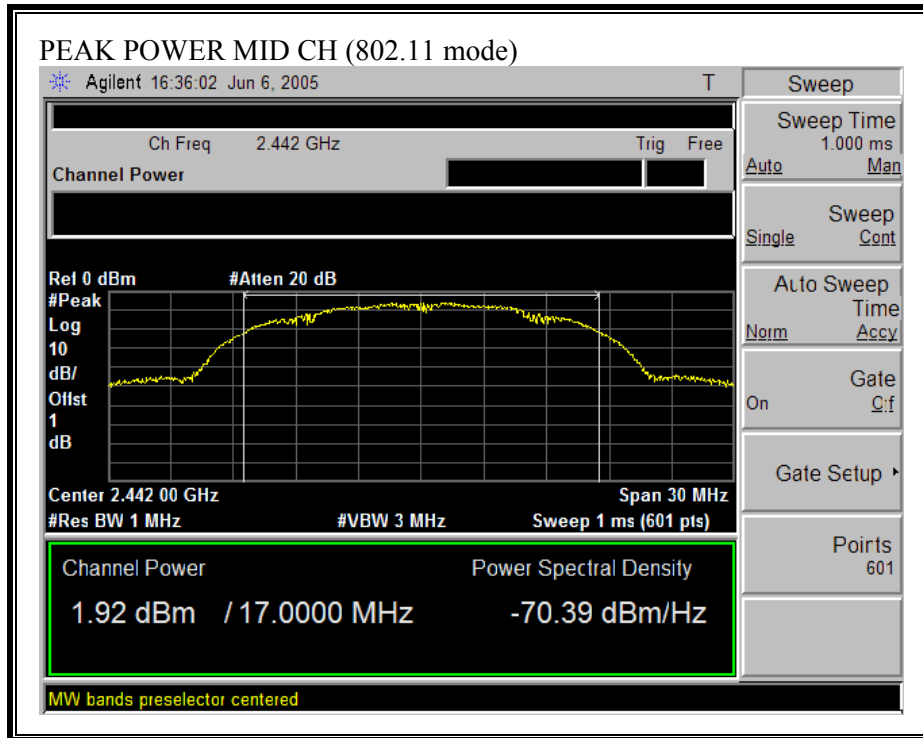 PEAK POWER MID CH (802.11 mode)
Agilent 16:36:02 Jun 6, 2005 T
Sweep
Ch Freq 2.442 GHz Trig Free
Channel Power
Sweep Time
1.000 ms
Auto Man
Sweep
Single Cont
Ref 0 dBm #Atten 20 dB
#Peak
Log
10
dB/
Offst
1
dB
Auto Sweep
Time
Norm Accy
Gate
On Off
Gate Setup
Center 2.442 00 GHz Span 30 MHz
#Res BW 1 MHz #VBW 3 MHz Sweep 1 ms (601 pts)
Points
601
Channel Power Power Spectral Density
1.92 dBm / 17.0000 MHz -70.39 dBm/Hz
MW bands preselector centered